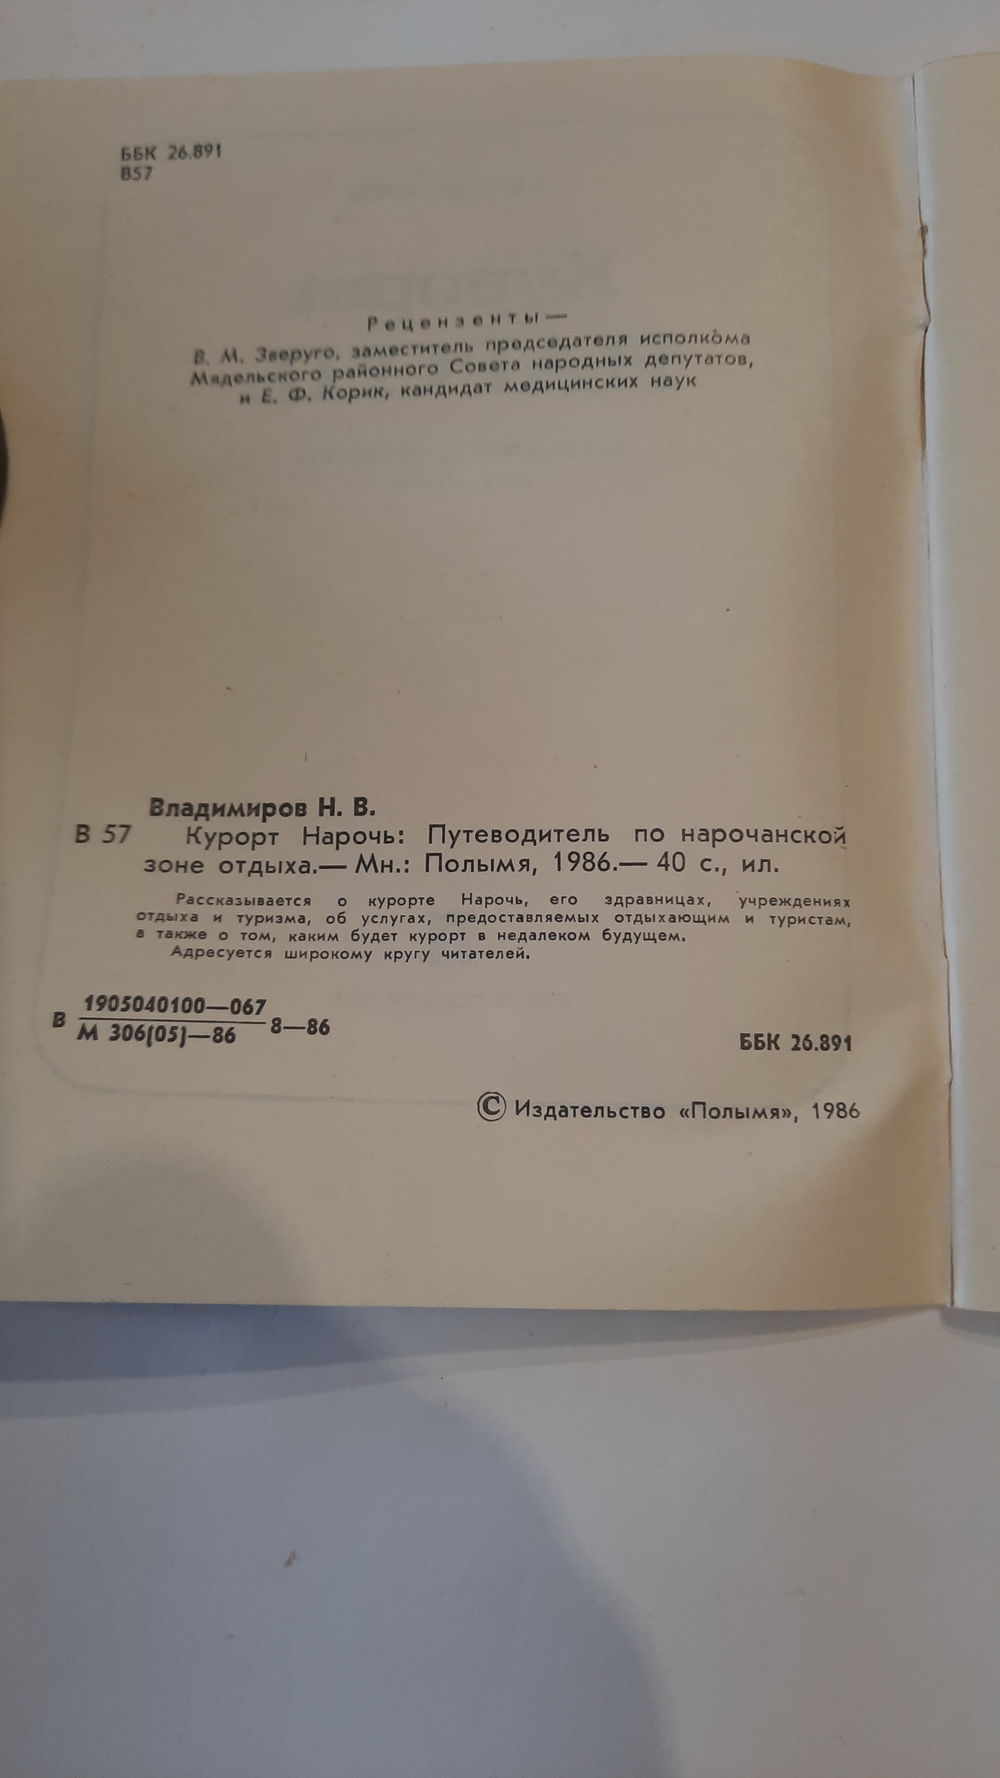 ББК 26.891
В57
Рецензенты —
В. М. Зверуго, заместитель председателя исполкома
Мядельского районного Совета народных депутатов,
и Е. Ф. Корик, кандидат медицинских наук
Владимиров Н. В.
В 57 Курорт Нарочь: Путеводитель по нарочанской
зоне отдыха.— Мн.: Полымя, 1986.— 40 с., ил.
Рассказывается о курорте Нарочь, его здравницах, учреждениях
отдыха и туризма, об услугах, предоставляемых отдыхающим и туристам,
а также о том, каким будет курорт в недалеком будущем.
Адресуется широкому кругу читателей.
1905040100—067
В М 306(05)—86 8—86
ББК 26.891
© Издательство «Полымя», 1986